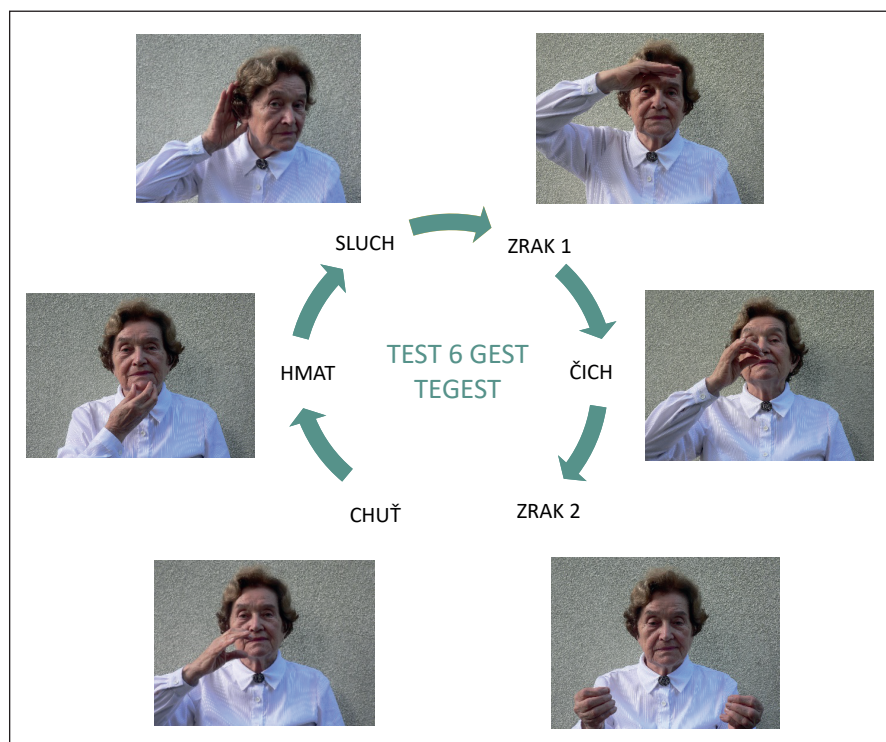 SLUCH
ZRAK 1
HMAT
TEST 6 GEST
TEGEST
ČICH
CHUŤ
ZRAK 2